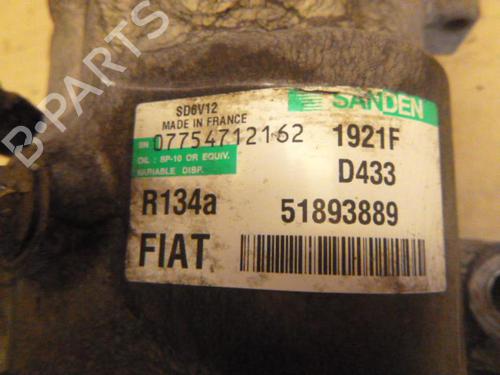 SD6V12
MADE IN FRANCE
SANDEN
SN 07754712162
1921F
OIL : SP-10 OR EQUIV.
VARIABLE DISP.
D433
R134a
51893889
FIAT
B-PARTS